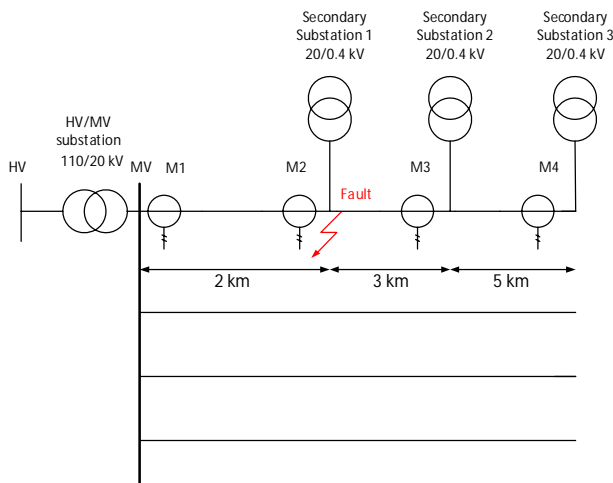 Secondary
Substation 1
20/0.4 kV
Secondary
Substation 2
20/0.4 kV
Secondary
Substation 3
20/0.4 kV
HV/MV
substation
110/20 kV
HV
MV
M1
M2
M3
M4
Fault
2 km
3 km
5 km